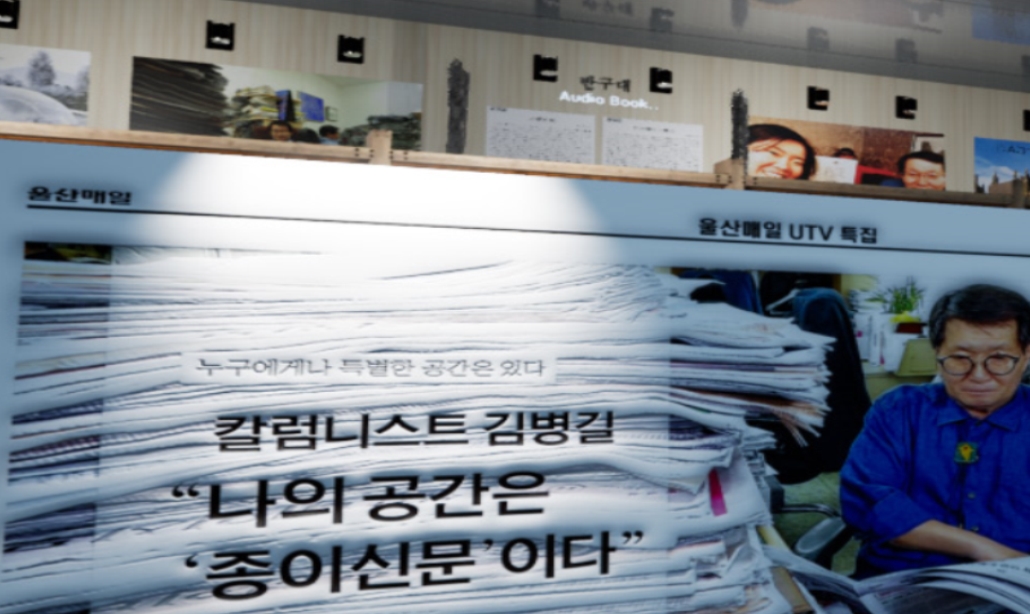 반구대
Audio Book..
울산매일
울산매일 UTV 특집
누구에게나 특별한 공간은 있다
칼럼니스트 김병길
“나의 공간은
‘종이신문’이다”